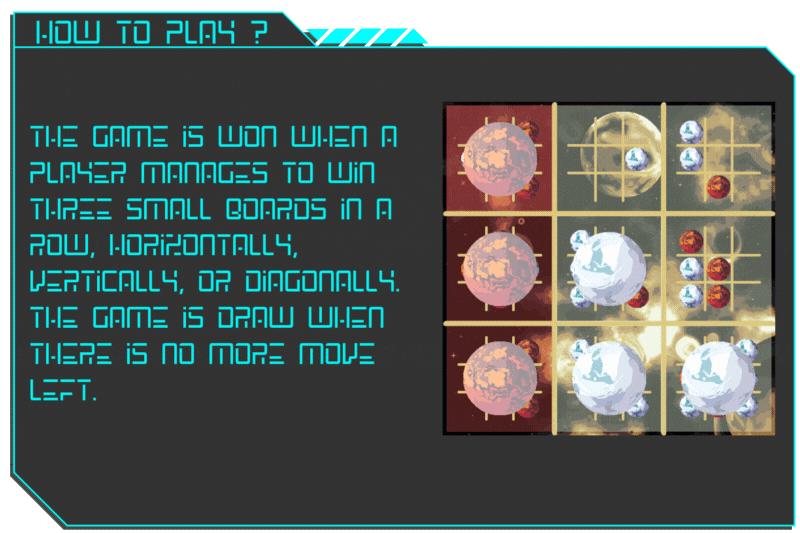 HOW TO PLAY ?
THE GAME IS WON WHEN A
PLAYER MANAGES TO WIN
THREE SMALL BOARDS IN A
ROW, HORIZONTALLY,
VERTICALLY, OR DIAGONALLY.
THE GAME IS DRAW WHEN
THERE IS NO MORE MOVE
LEFT.